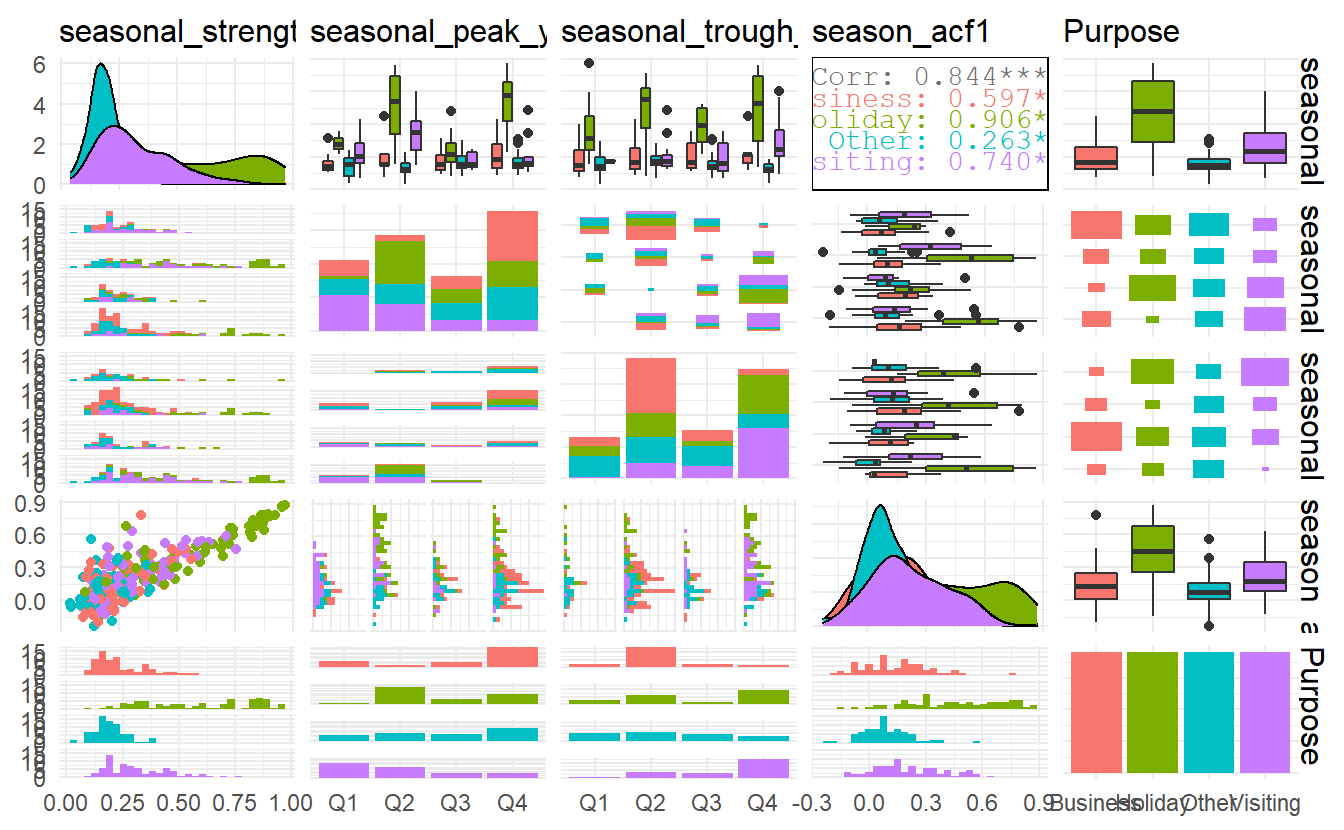 seasonal_strengt
seasonal_peak_y
seasonal_trough_
season_acf1
Purpose
6
4
2
0
Corr: 0.844***
siness: 0.597*
oliday: 0.906*
Other: 0.263*
siting: 0.740*
seasonal
seasonal
seasonal
season_a
0.9
0.6
0.3
0.0
Purpose
0.00 0.25 0.50 0.75 1.00
Q1 Q2 Q3 Q4
Q1 Q2 Q3 Q4
-0.3 0.0 0.3 0.6 0.9
Business Holiday Other Visiting